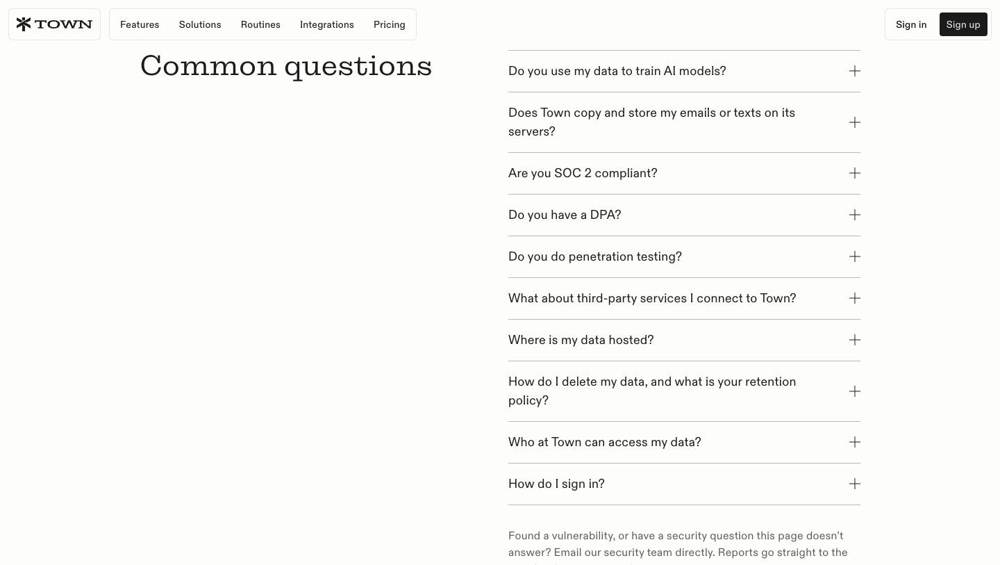 TOWN
Features
Solutions
Routines
Integrations
Pricing
Sign in
Sign up
Common questions
Do you use my data to train AI models?
Does Town copy and store my emails or texts on its
servers?
Are you SOC 2 compliant?
Do you have a DPA?
Do you do penetration testing?
What about third-party services I connect to Town?
Where is my data hosted?
How do I delete my data, and what is your retention
policy?
Who at Town can access my data?
How do I sign in?
Found a vulnerability, or have a security question this page doesn't
answer? Email our security team directly. Reports go straight to the